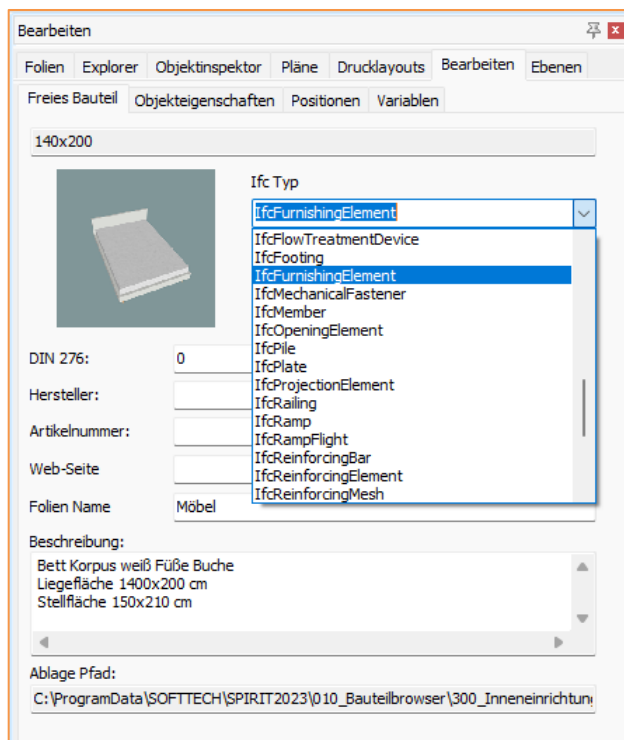 Bearbeiten
Folien Explorer Objektinspektor Pläne Drucklayouts Bearbeiten Ebenen
Freies Bauteil Objekteigenschaften Positionen Variablen
140x200
Ifc Typ
IfcFurnishingElement
IfcFlowTreatmentDevice
IfcFooting
IfcFurnishingElement
IfcMechanicalFastener
IfcMember
IfcOpeningElement
IfcPile
IfcPlate
IfcProjectionElement
IfcRailing
IfcRamp
IfcRampFlight
IfcReinforcingBar
IfcReinforcingElement
IfcReinforcingMesh
DIN 276: 0
Hersteller:
Artikelnummer:
Web-Seite
Folien Name Möbel
Beschreibung:
Bett Korpus weiß Füße Buche
Liegefläche 1400x200 cm
Stellfläche 150x210 cm
Ablage Pfad:
C:\ProgramData\SOFTTECH\SPIRIT2023\010_Bauteilbrowser\300_Inneneinrichtun